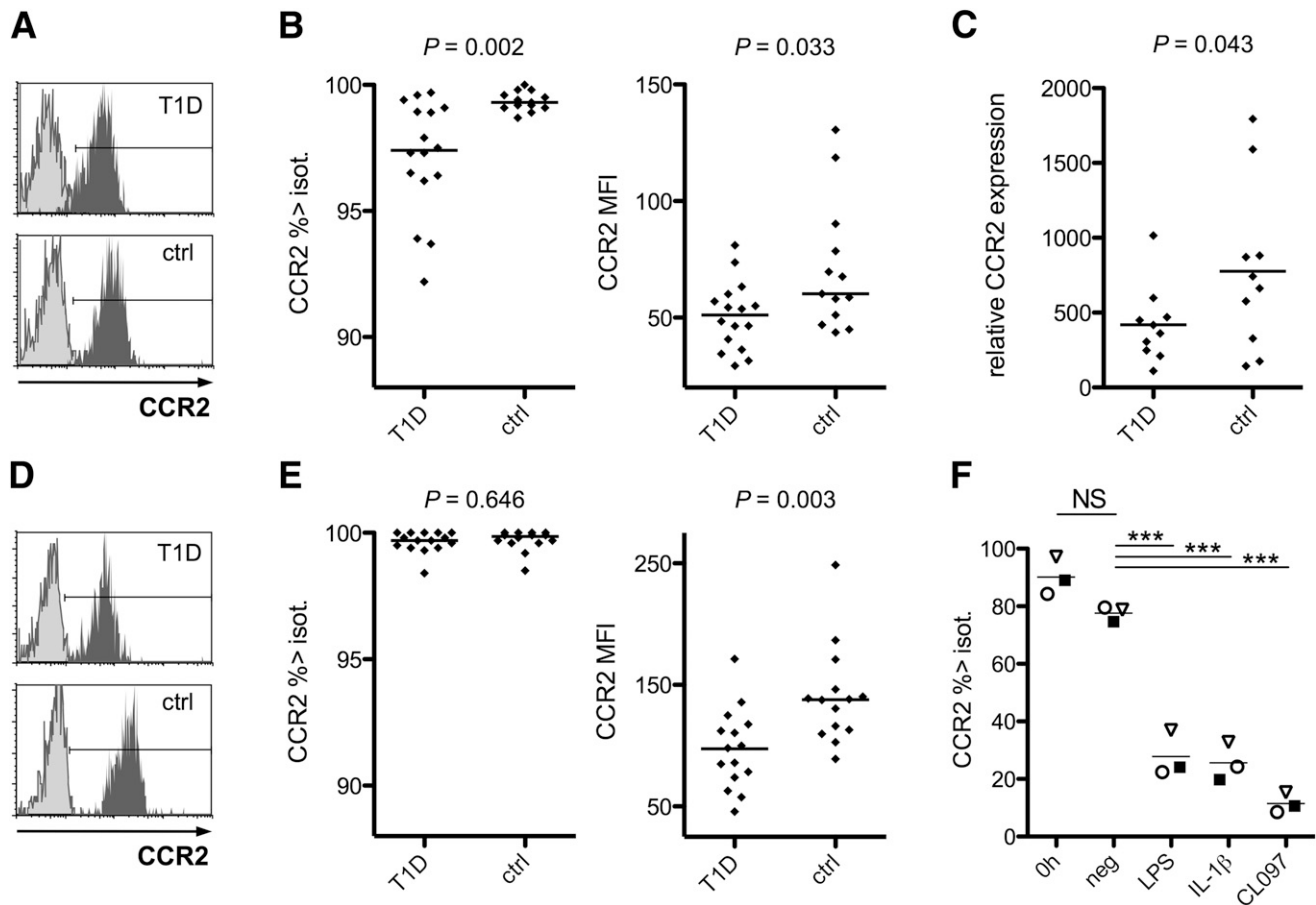 A
T1D
ctrl
CCR2
B
P = 0.002
CCR2 %> isot.
100
95
90
T1D
ctrl
P = 0.033
CCR2 MFI
150
100
50
T1D
ctrl
C
P = 0.043
relative CCR2 expression
2000
1500
1000
500
0
T1D
ctrl
D
T1D
ctrl
CCR2
E
P = 0.646
CCR2 %> isot.
100
95
90
T1D
ctrl
P = 0.003
CCR2 MFI
250
150
50
T1D
ctrl
F
NS
***
***
***
CCR2 %> isot.
100
80
60
40
20
0
0h
neg
LPS
IL-1β
CL097